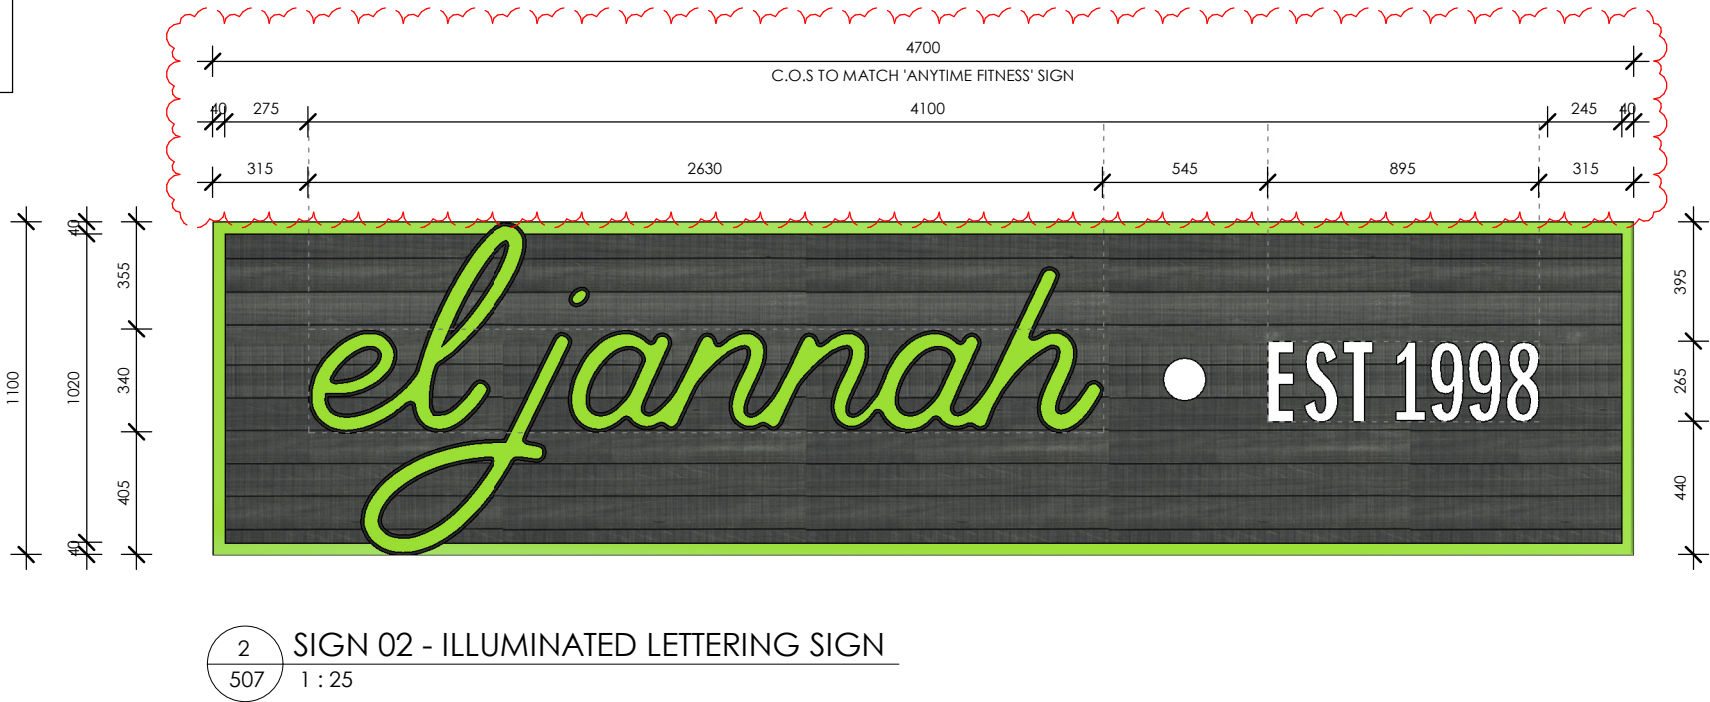 4700
C.O.S TO MATCH 'ANYTIME FITNESS' SIGN
40 275 4100 245 40
315 2630 545 895 315
1100
40 1020 40
355 340 405
el jannah
EST 1998
395 265 440
2
507
SIGN 02 - ILLUMINATED LETTERING SIGN
1 : 25